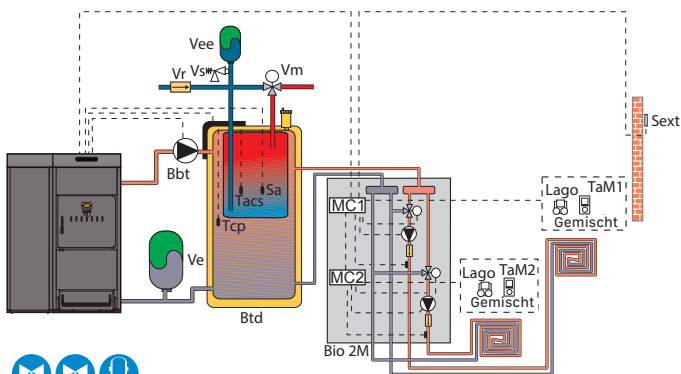 Vee
Vs
Vm
Vr
Sext
Bbt
Sa
Tacs
Tcp
Lago TaM1
MC1
Gemischt
Ve
MC2
Lago TaM2
Gemischt
Btd
Bio 2M